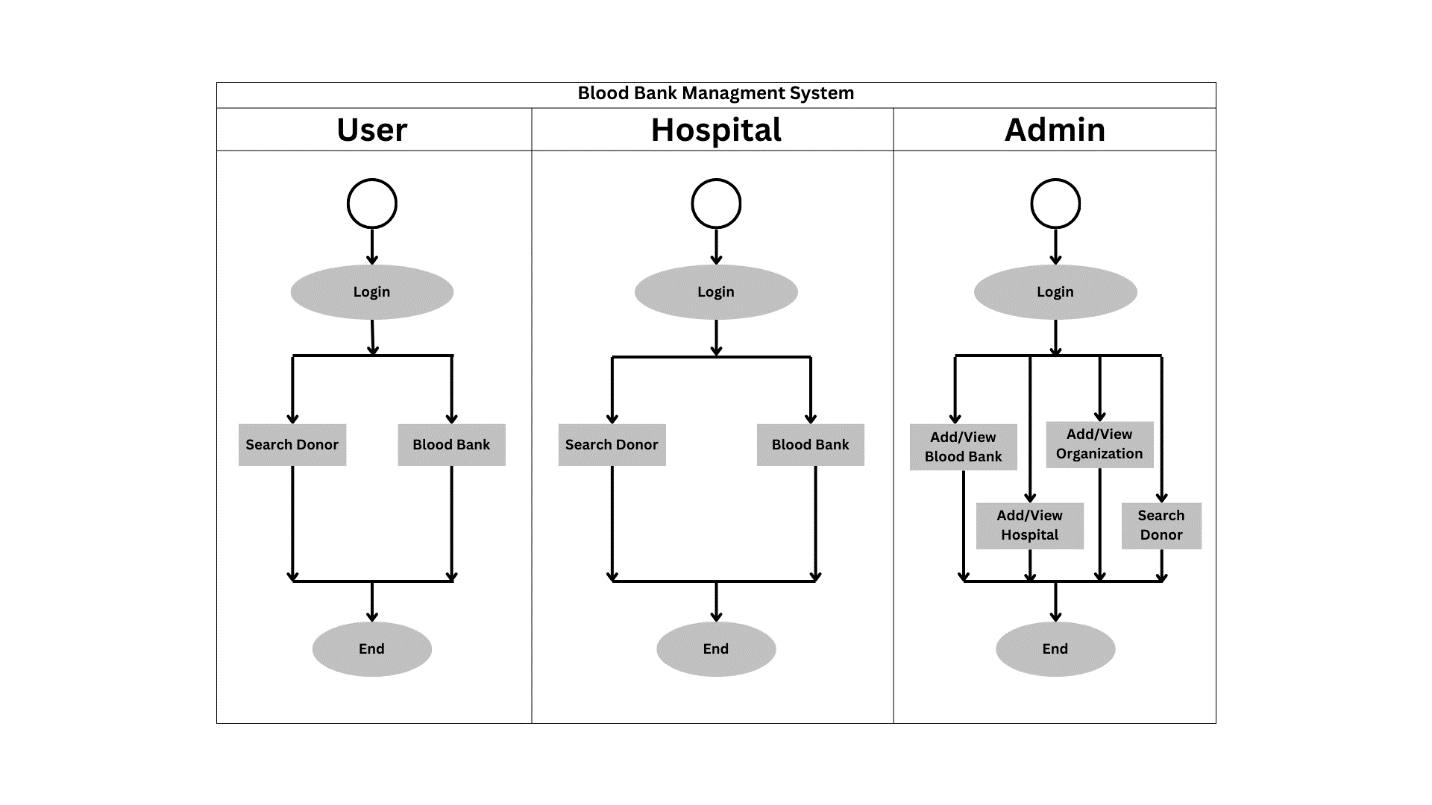 Blood Bank Managment System
User
Hospital
Admin
Login
Login
Login
Search Donor
Blood Bank
Search Donor
Blood Bank
Add/View
Blood Bank
Add/View
Organization
Add/View
Hospital
Search
Donor
End
End
End